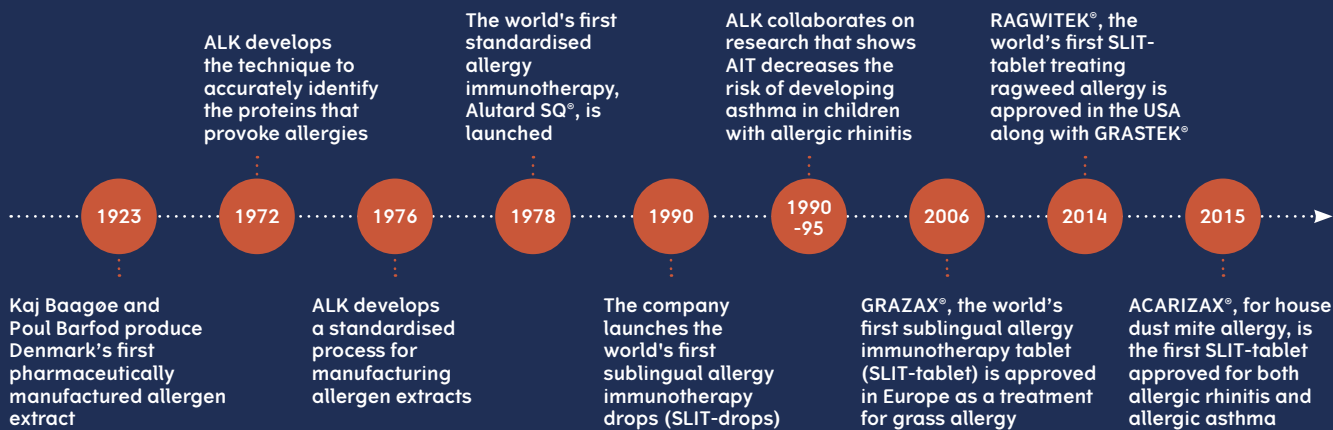 ALK develops
the technique to
accurately identify
the proteins that
provoke allergies
The world's first
standardised
allergy
immunotherapy,
Alutard SQ®, is
launched
ALK collaborates on
research that shows
AIT decreases the
risk of developing
asthma in children
with allergic rhinitis
RAGWITEK®, the
world's first SLIT-
tablet treating
ragweed allergy is
approved in the USA
along with GRASTEK®
1923
1972
1976
1978
1990
1990
-95
2006
2014
2015
Kaj Baagøe and
Poul Barfod produce
Denmark's first
pharmaceutically
manufactured allergen
extract
ALK develops
a standardised
process for
manufacturing
allergen extracts
The company
launches the
world's first
sublingual allergy
immunotherapy
drops (SLIT-drops)
GRAZAX®, the world's
first sublingual allergy
immunotherapy tablet
(SLIT-tablet) is approved
in Europe as a treatment
for grass allergy
ACARIZAX®, for house
dust mite allergy, is
the first SLIT-tablet
approved for both
allergic rhinitis and
allergic asthma